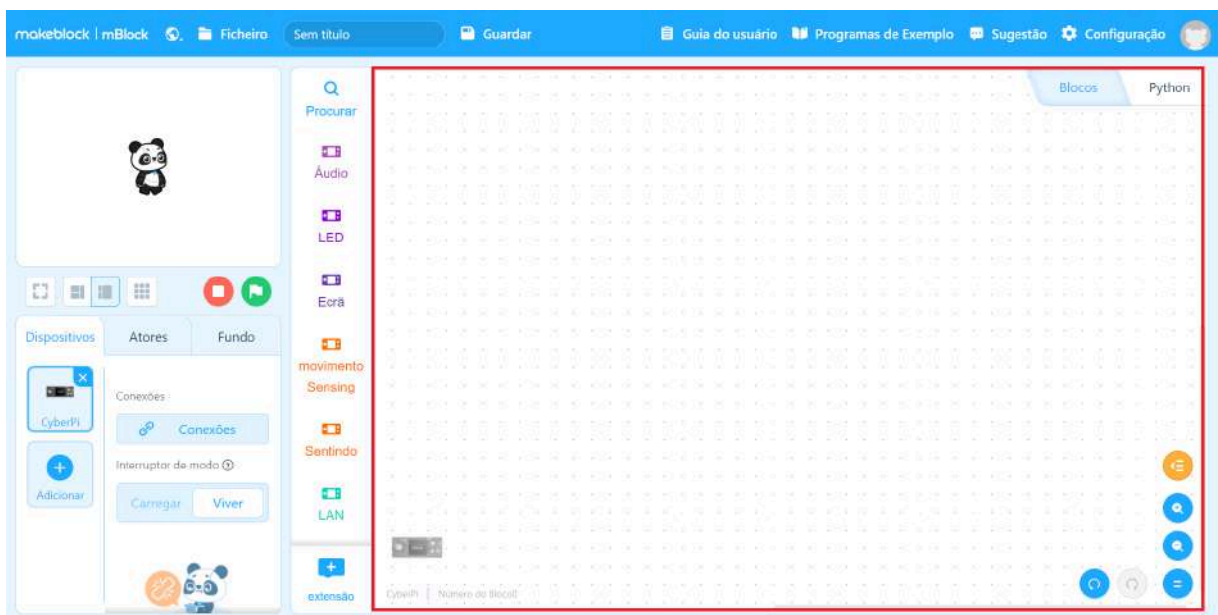 makeblock | mBlock Ficheiro Sem título Guardar Guia do usuário Programas de Exemplo Sugestão Configuração
Blocos Python
Procurar
Áudio
LED
Ecrã
movimento
Sensing
Sentindo
LAN
extensão
Dispositivos Atores Fundo
CyberPi
Adicionar
Conexões
Conexões
Interruptor de modo
Carregar Viver
CyberPi | Número do Bloco